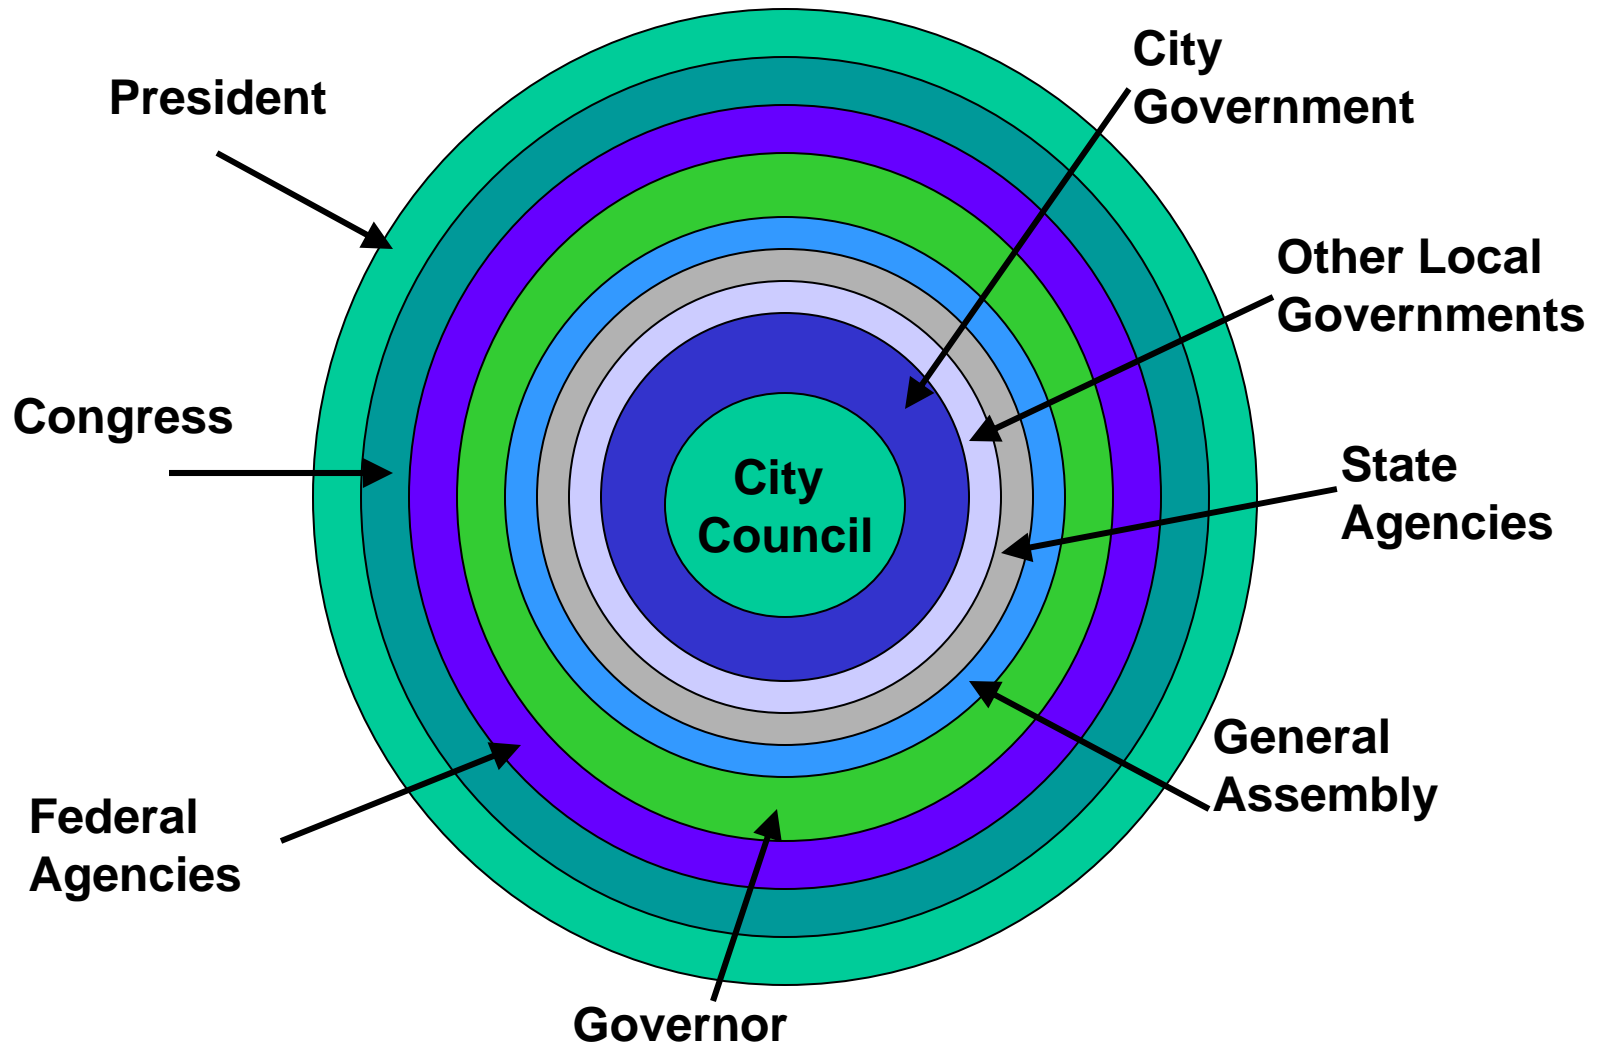 President
City
Government
Other Local
Governments
Congress
State
Agencies
City
Council
General
Assembly
Federal
Agencies
Governor